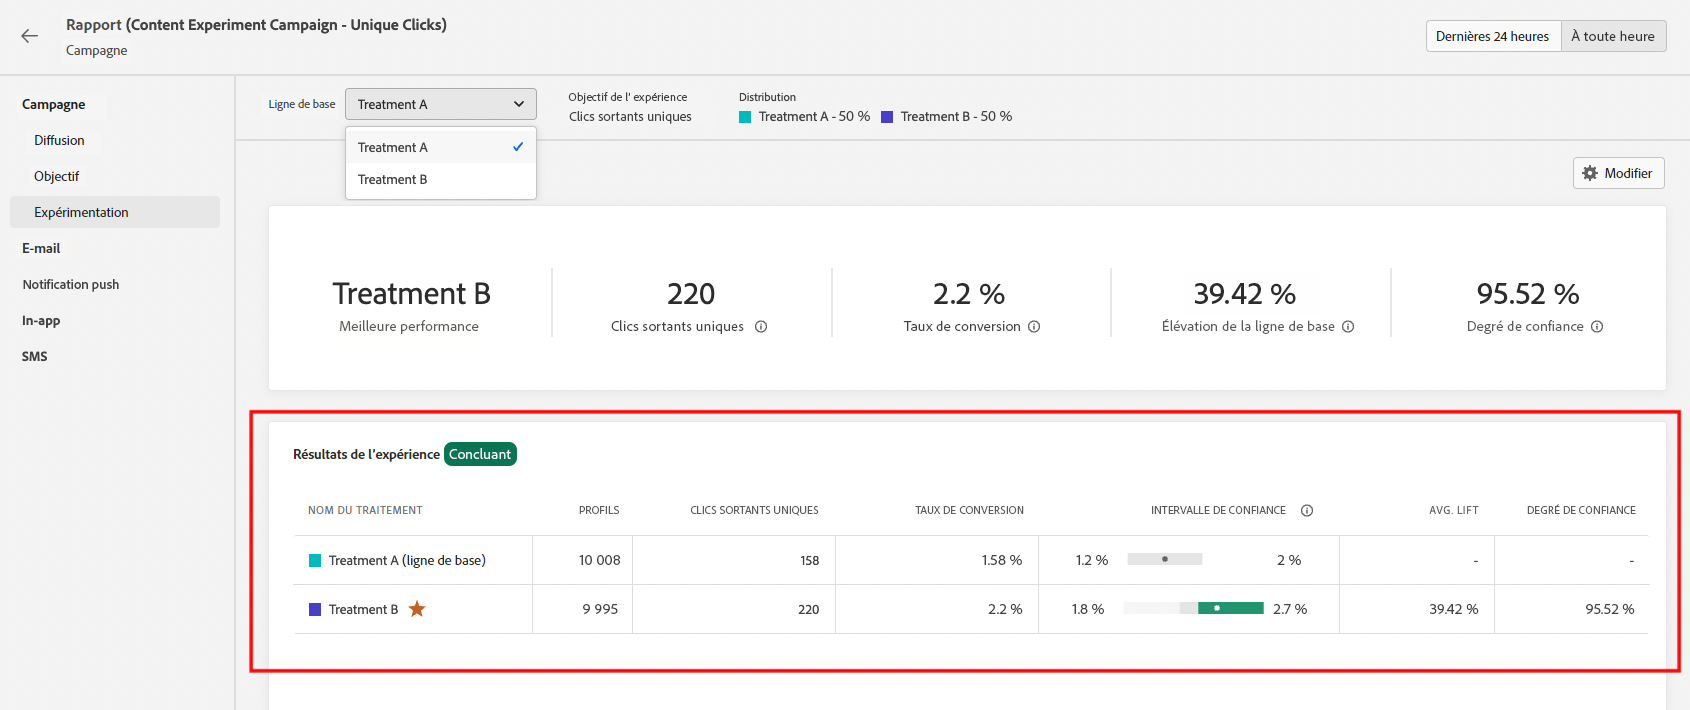 Rapport (Content Experiment Campaign - Unique Clicks)
Campagne
Dernières 24 heures
À toute heure
Campagne
Diffusion
Objectif
Expérimentation
E-mail
Notification push
In-app
SMS
Ligne de base
Treatment A
Treatment A
Treatment B
Objectif de l' expérience
Clics sortants uniques
Distribution
Treatment A - 50 % Treatment B - 50 %
Modifier
Treatment B
Meilleure performance
220
Clics sortants uniques
2.2 %
Taux de conversion
39.42 %
Élévation de la ligne de base
95.52 %
Degré de confiance
Résultats de l'expérience Concluant
NOM DU TRAITEMENT PROFILS CLICS SORTANTS UNIQUES TAUX DE CONVERSION INTERVALLE DE CONFIANCE AVG. LIFT DEGRÉ DE CONFIANCE
Treatment A (ligne de base) 10 008 158 1.58 % 1.2 % 2 % - -
Treatment B 9 995 220 2.2 % 1.8 % 2.7 % 39.42 % 95.52 %